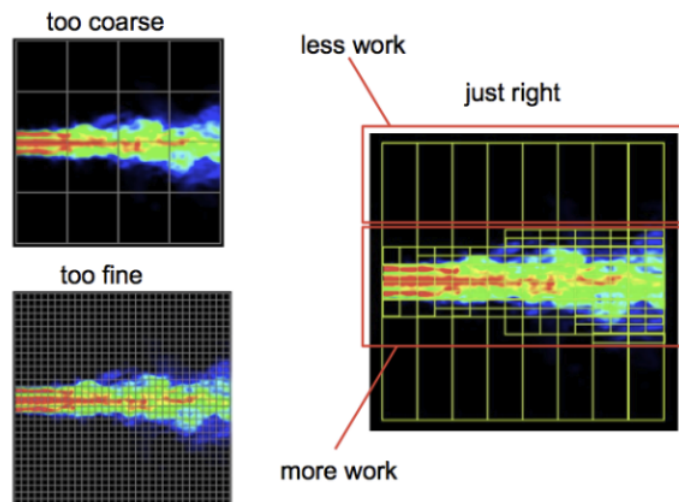 too coarse
less work
just right
too fine
more work